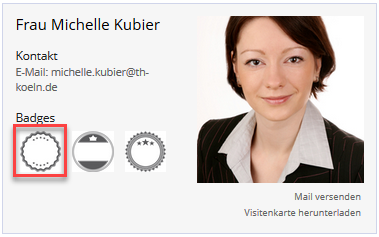 Frau Michelle Kubier
Kontakt
E-Mail: michelle.kubier@th-
koeln.de
Badges
Mail versenden
Visitenkarte herunterladen